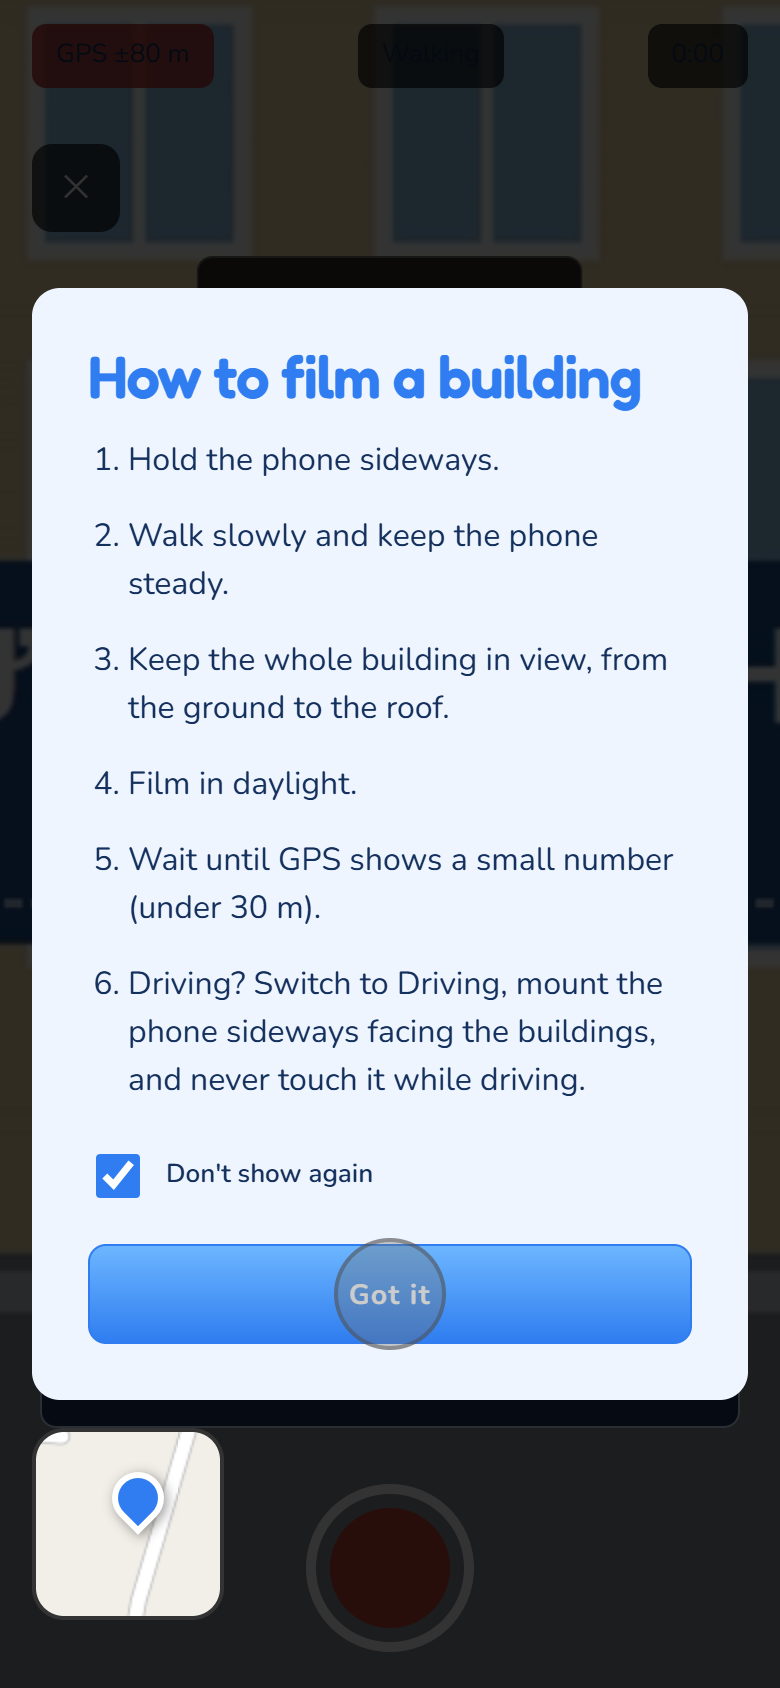 GPS ±80 m
Walking
0:00
How to film a building
1. Hold the phone sideways.
2. Walk slowly and keep the phone
steady.
3. Keep the whole building in view, from
the ground to the roof.
4. Film in daylight.
5. Wait until GPS shows a small number
(under 30 m).
6. Driving? Switch to Driving, mount the
phone sideways facing the buildings,
and never touch it while driving.
Don't show again
Got it